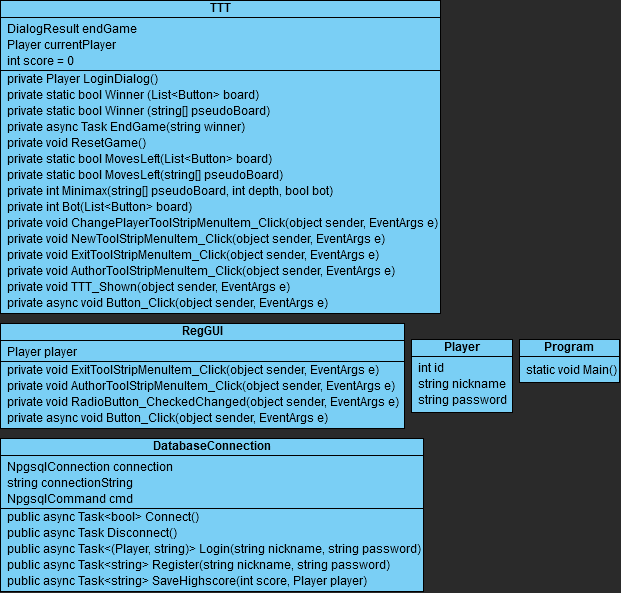 TTT
DialogResult endGame
Player currentPlayer
int score = 0
private Player LoginDialog()
private static bool Winner (List<Button> board)
private static bool Winner (string[] pseudoBoard)
private async Task EndGame(string winner)
private void ResetGame()
private static bool MovesLeft(List<Button> board)
private static bool MovesLeft(string[] pseudoBoard)
private int Minimax(string[] pseudoBoard, int depth, bool bot)
private int Bot(List<Button> board)
private void ChangePlayerToolStripMenuItem_Click(object sender, EventArgs e)
private void NewToolStripMenuItem_Click(object sender, EventArgs e)
private void ExitToolStripMenuItem_Click(object sender, EventArgs e)
private void AuthorToolStripMenuItem_Click(object sender, EventArgs e)
private void TTT_Shown(object sender, EventArgs e)
private async void Button_Click(object sender, EventArgs e)
RegGUI
Player player
private void ExitToolStripMenuItem_Click(object sender, EventArgs e)
private void AuthorToolStripMenuItem_Click(object sender, EventArgs e)
private void RadioButton_CheckedChanged(object sender, EventArgs e)
private async void Button_Click(object sender, EventArgs e)
Player
int id
string nickname
string password
Program
static void Main()
DatabaseConnection
NpgsqlConnection connection
string connectionString
NpgsqlCommand cmd
public async Task<bool> Connect()
public async Task Disconnect()
public async Task<(Player, string)> Login(string nickname, string password)
public async Task<string> Register(string nickname, string password)
public async Task<string> SaveHighscore(int score, Player player)